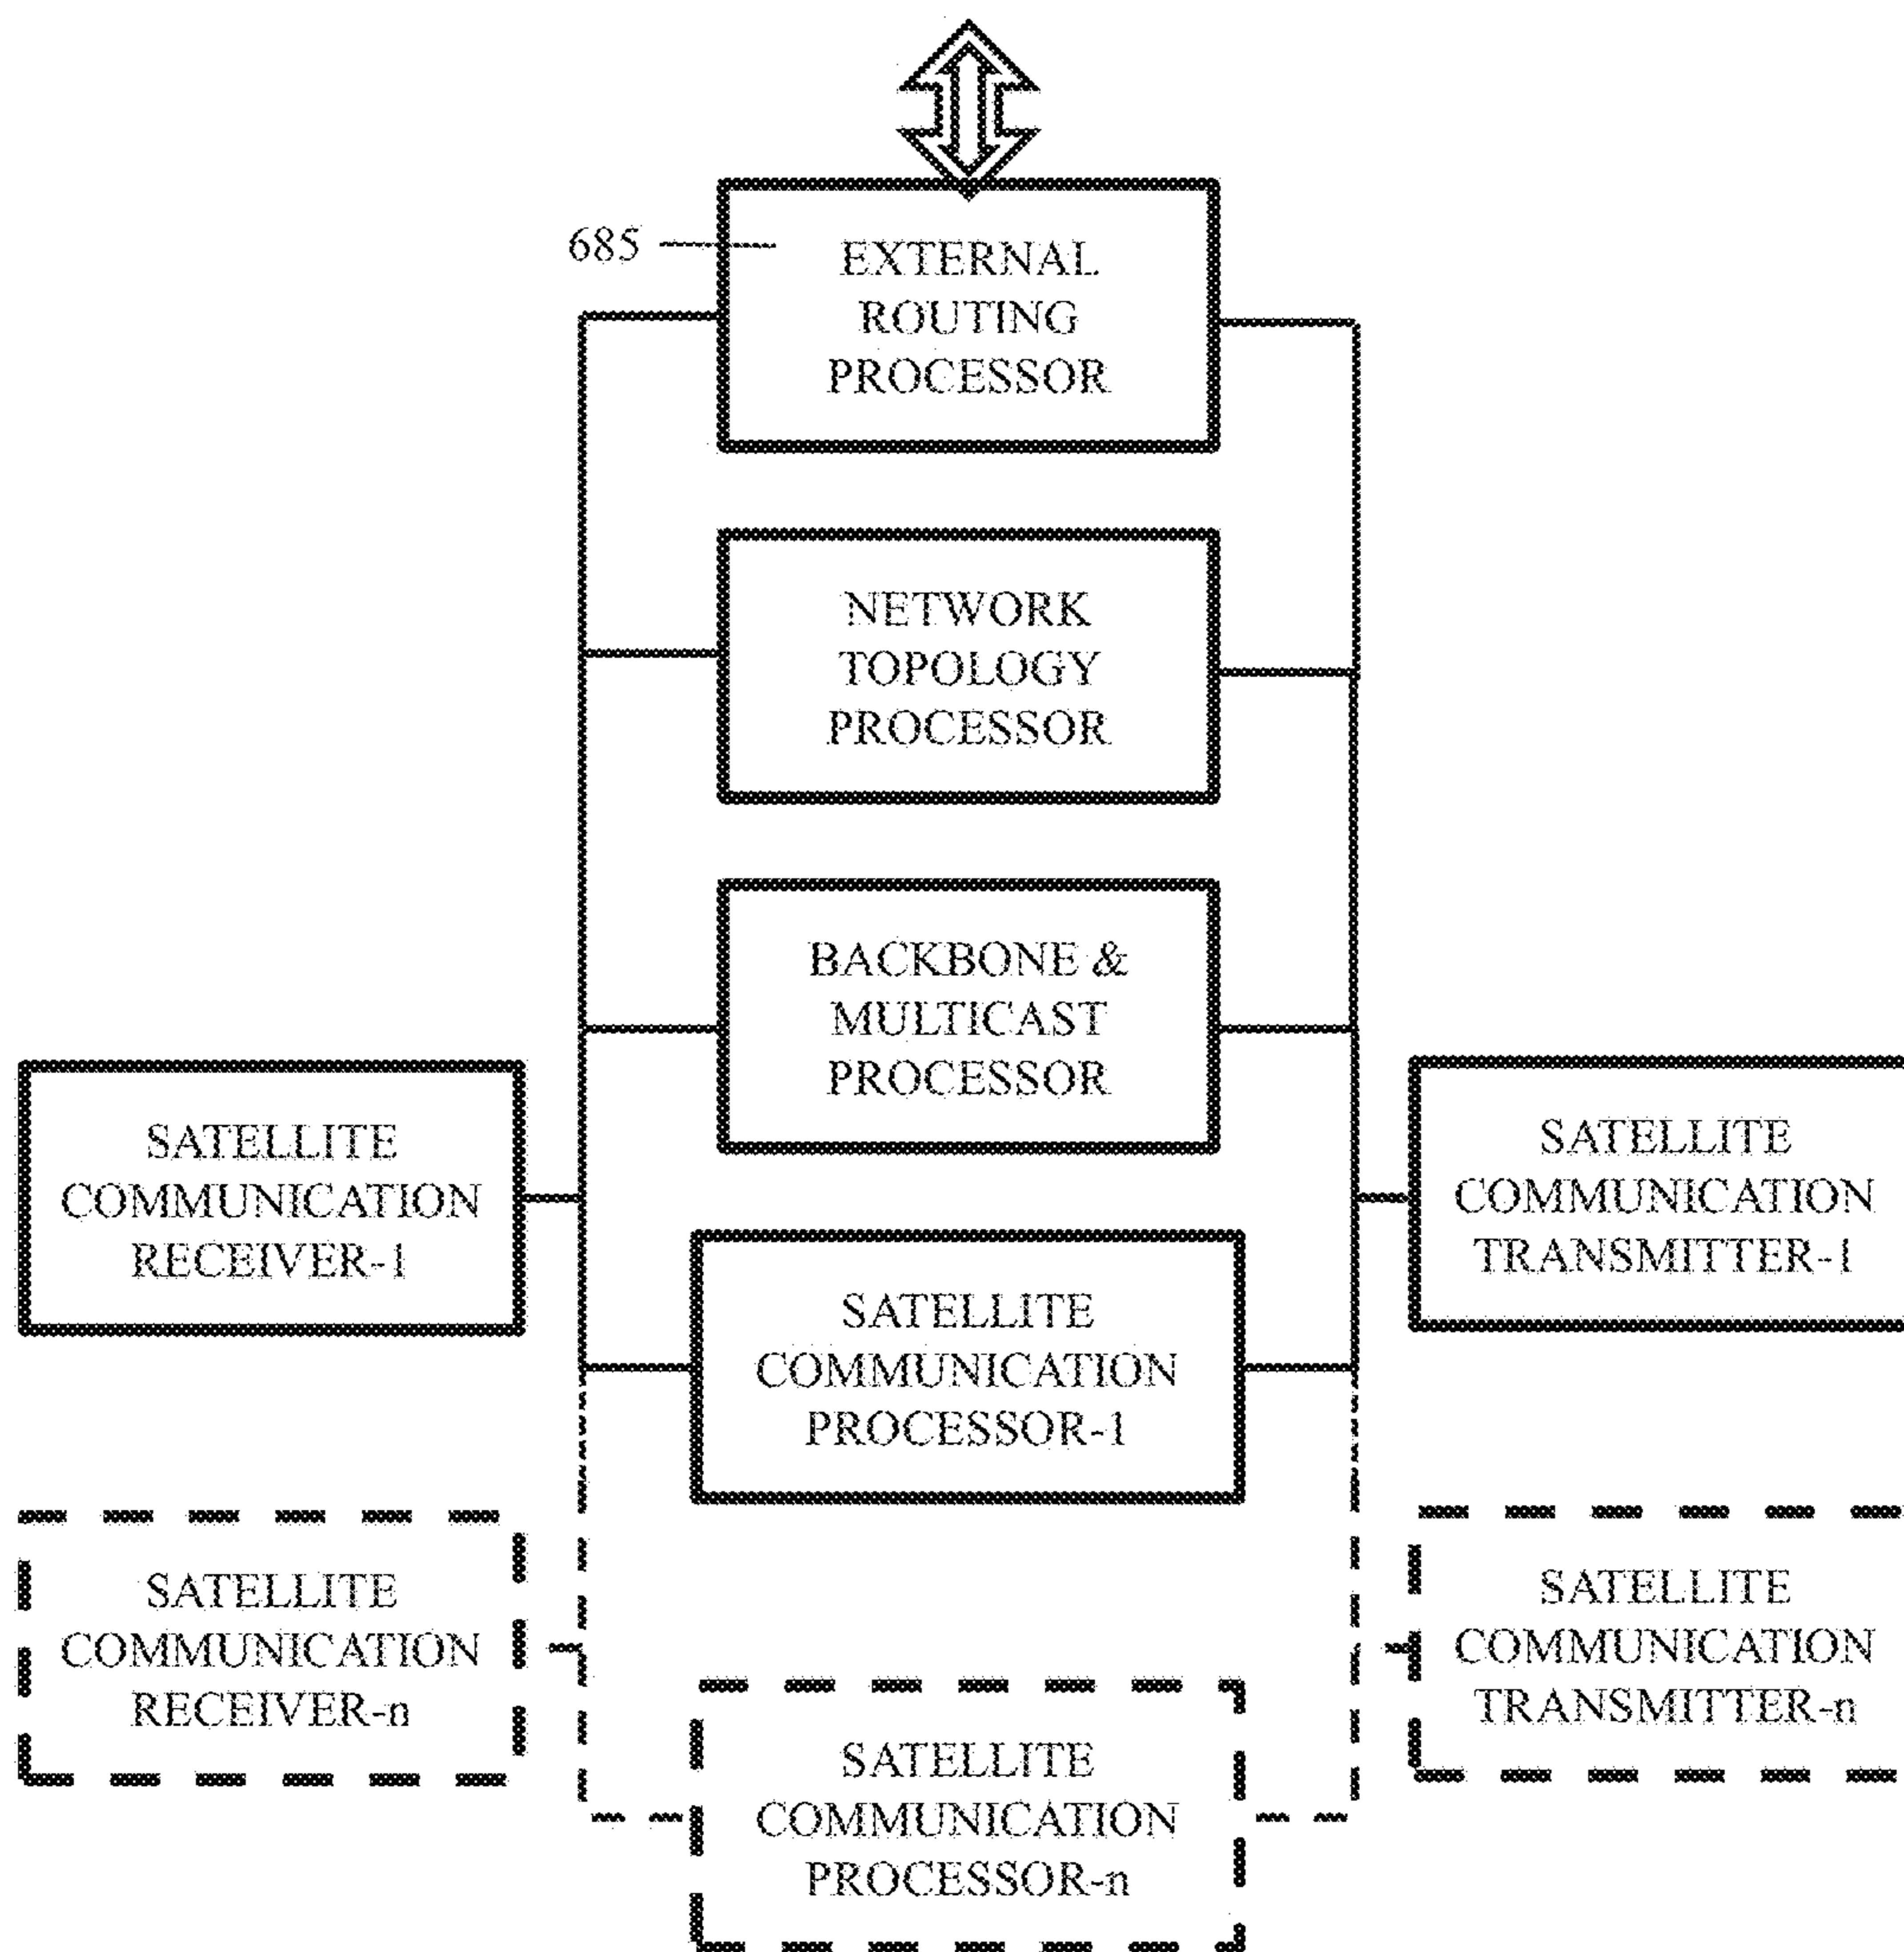 685
EXTERNAL
ROUTING
PROCESSOR
NETWORK
TOPOLOGY
PROCESSOR
BACKBONE &
MULTICAST
PROCESSOR
SATELLITE
COMMUNICATION
RECEIVER-1
SATELLITE
COMMUNICATION
TRANSMITTER-1
SATELLITE
COMMUNICATION
PROCESSOR-1
SATELLITE
COMMUNICATION
RECEIVER-n
SATELLITE
COMMUNICATION
TRANSMITTER-n
SATELLITE
COMMUNICATION
PROCESSOR-n